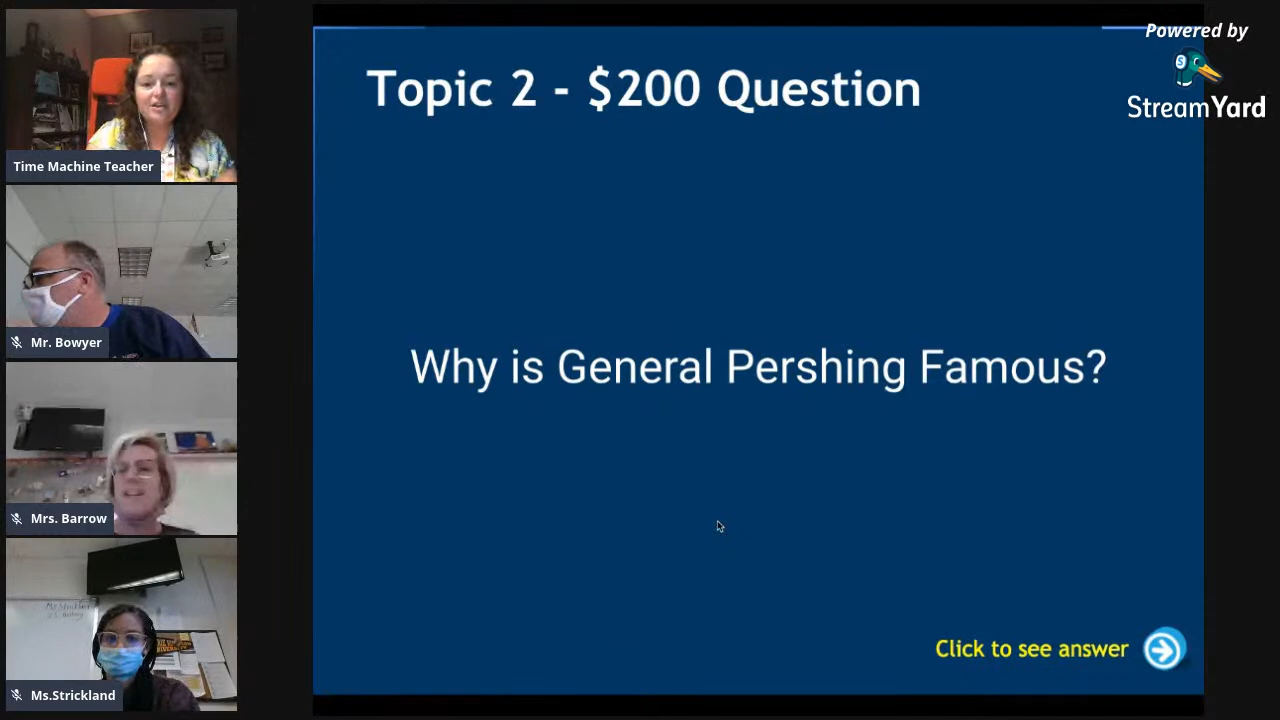 Powered by
StreamYard
Topic 2 - $200 Question
Why is General Pershing Famous?
Click to see answer
Time Machine Teacher
Mr. Bowyer
Mrs. Barrow
Ms.Strickland